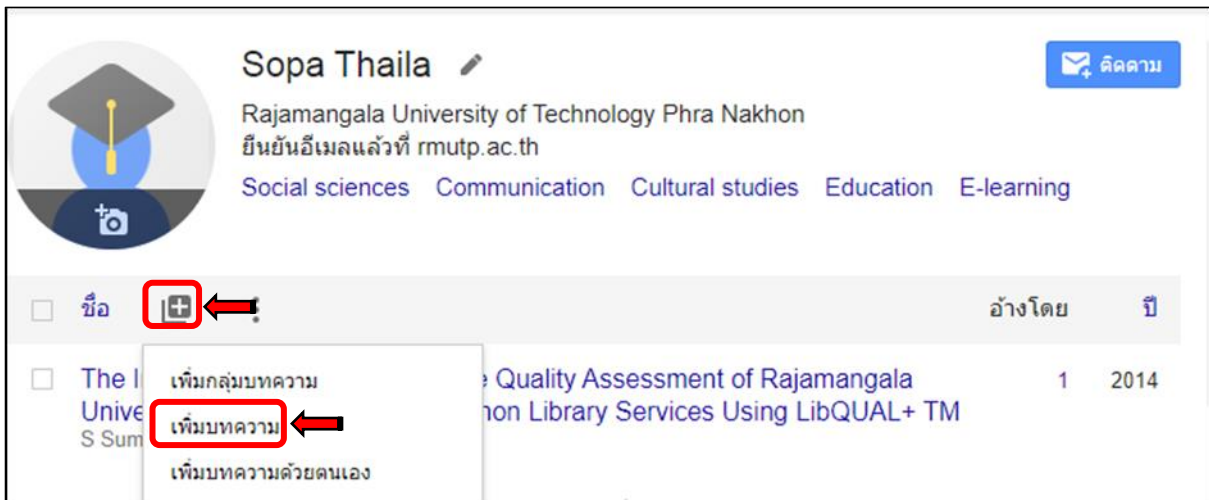 Sopa Thaila
ติดตาม
Rajamangala University of Technology Phra Nakhon
ยืนยันอีเมลแล้วที่ rmutp.ac.th
Social sciences Communication Cultural studies Education E-learning
ชื่อ อ้างโดย ปี
เพิ่มกลุ่มบทความ
เพิ่มบทความ
เพิ่มบทความด้วยตนเอง
The Quality Assessment of Rajamangala 1 2014
Library Services Using LibQUAL+ TM
S